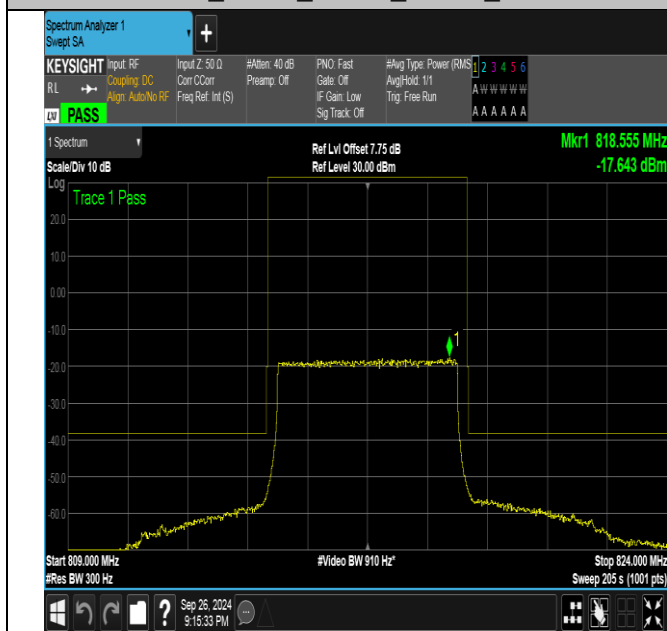 Spectrum Analyzer 1
Swept SA
+
KEYSIGHT
RL
LXI PASS
Input: RF
Coupling: DC
Align: Auto/No RF
Input Z: 50 Ω
Corr CCorr
Freq Ref: Int (S)
#Atten: 40 dB
Preamp: Off
PNO: Fast
Gate: Off
IF Gain: Low
Sig Track: Off
#Avg Type: Power (RMS
Avg|Hold: 1/1
Trig: Free Run
1 2 3 4 5 6
A W W W W W
A A A A A A
1 Spectrum
Scale/Div 10 dB
Ref Lvl Offset 7.75 dB
Ref Level 30.00 dBm
Mkr1 818.555 MHz
-17.643 dBm
Log
Trace 1 Pass
20.0
10.0
0.00
-10.0
1
-20.0
-30.0
-40.0
-50.0
-60.0
Start 809.000 MHz
#Res BW 300 Hz
#Video BW 910 Hz*
Stop 824.000 MHz
Sweep 205 s (1001 pts)
?
Sep 26, 2024
9:15:33 PM